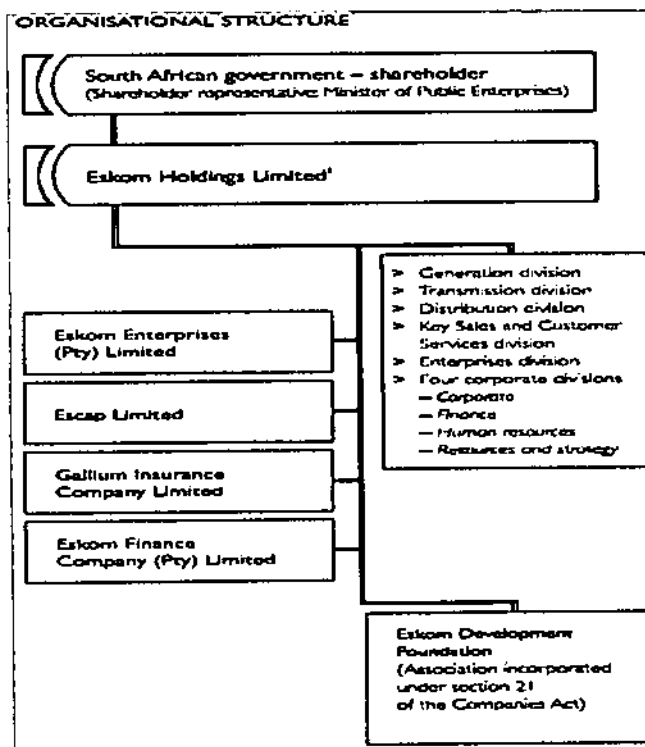 ORGANISATIONAL STRUCTURE
South African government – shareholder
(Shareholder representative Minister of Public Enterprises)
Eskom Holdings Limited¹
> Generation division
> Transmission division
> Distribution division
> Key Sales and Customer
Services division
> Enterprises division
> Four corporate divisions
– Corporate
– Finance
– Human resources
– Resources and strategy
Eskom Enterprises
(Pty) Limited
Escap Limited
Gallium Insurance
Company Limited
Eskom Finance
Company (Pty) Limited
Eskom Development
Foundation
(Association incorporated
under section 21
of the Companies Act)